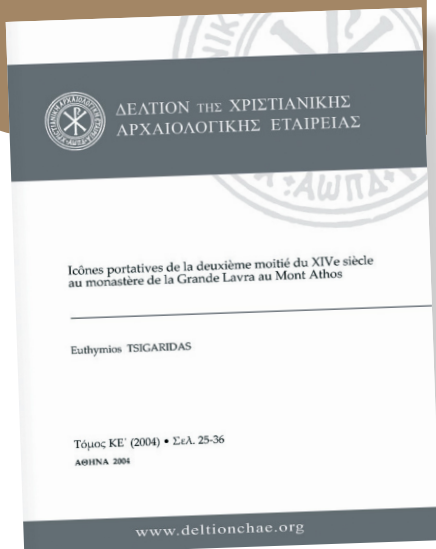 ΔΕΛΤΙΟΝ ΤΗΣ ΧΡΙΣΤΙΑΝΙΚΗΣ
ΑΡΧΑΙΟΛΟΓΙΚΗΣ ΕΤΑΙΡΕΙΑΣ
ΑΩΠΔ
Icônes portatives de la deuxième moitié du XIVe siècle
au monastère de la Grande Lavra au Mont Athos
Euthymios TSIGARIDAS
Τόμος ΚΕ' (2004) • Σελ. 25-36
ΑΘΗΝΑ 2004
www.deltionchae.org